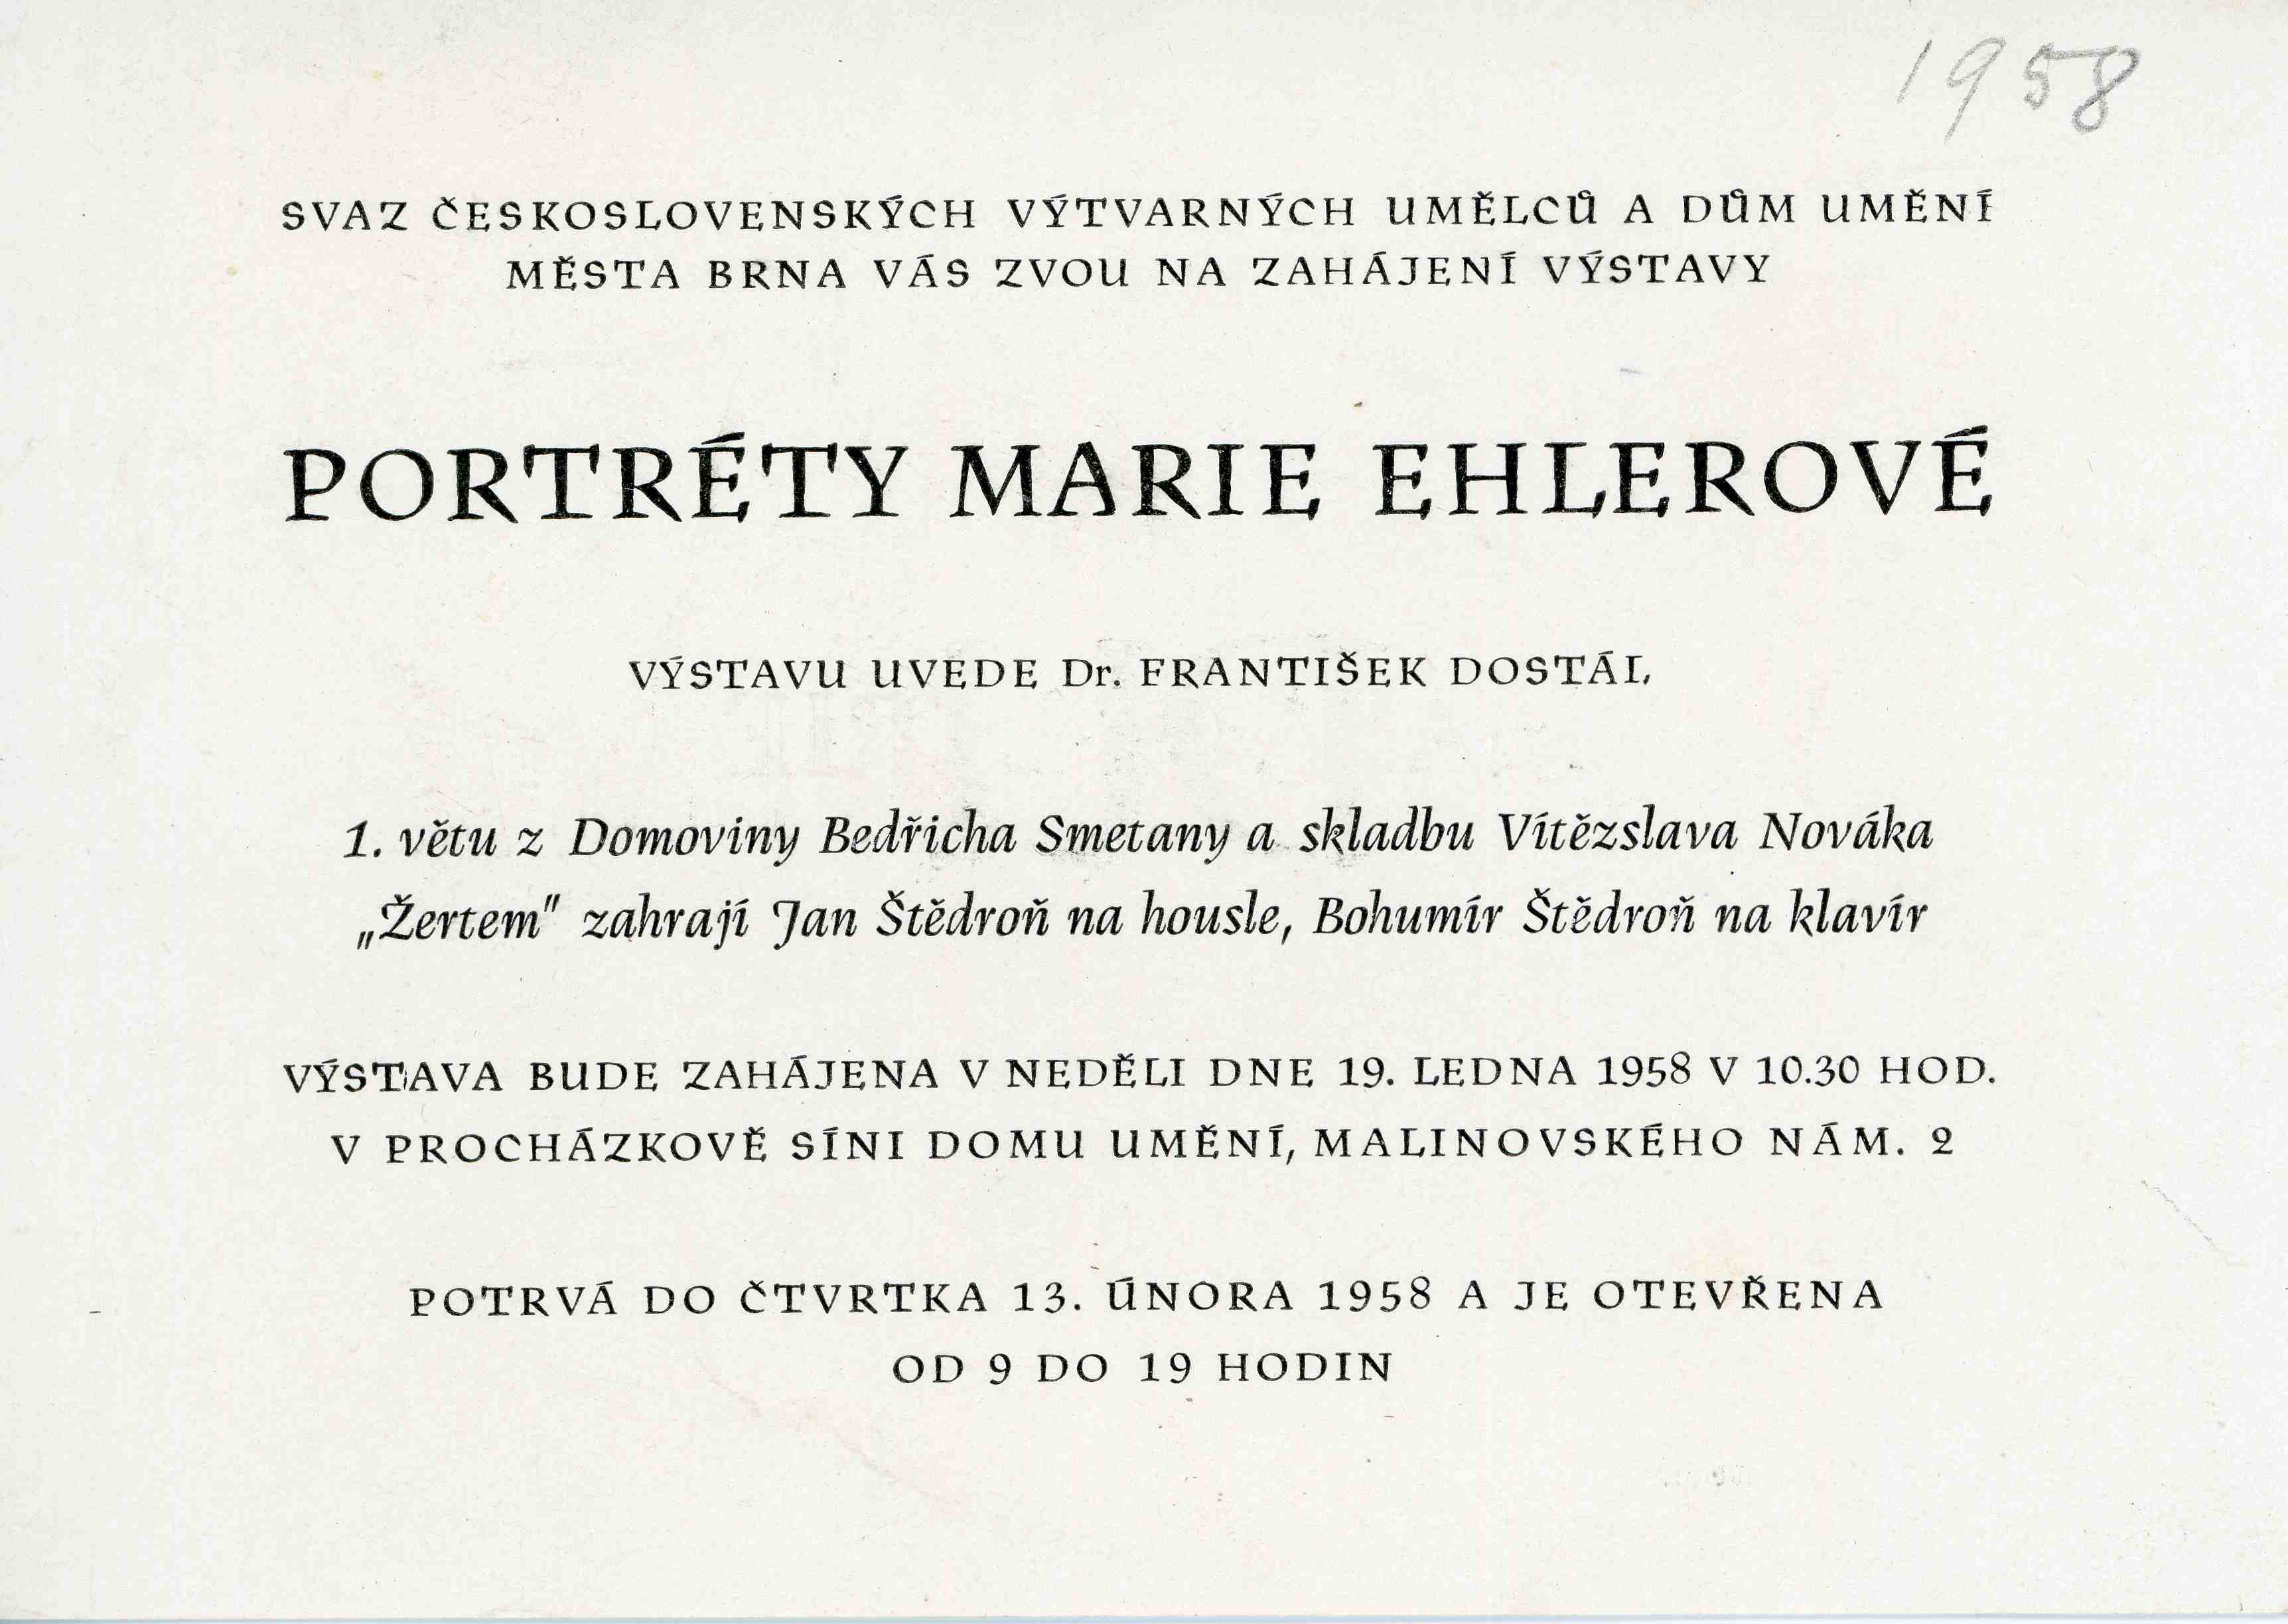 1958
SVAZ ČESKOSLOVENSKÝCH VÝTVARNÝCH UMĚLCŮ A DŮM UMĚNÍ
MĚSTA BRNA VÁS ZVOU NA ZAHÁJENÍ VÝSTAVY
PORTRÉTY MARIE EHLEROVÉ
VÝSTAVU UVEDE Dr. FRANTIŠEK DOSTÁL
1. větu z Domoviny Bedřicha Smetany a skladbu Vítězslava Nováka
„Žertem" zahrají Jan Štědroň na housle, Bohumír Štědroň na klavír
VÝSTAVA BUDE ZAHÁJENA V NEDĚLI DNE 19. LEDNA 1958 V 10.30 HOD.
V PROCHÁZKOVĚ SÍNI DOMU UMĚNÍ, MALINOVSKÉHO NÁM. 2
POTRVÁ DO ČTVRTKA 13. ÚNORA 1958 A JE OTEVŘENA
OD 9 DO 19 HODIN